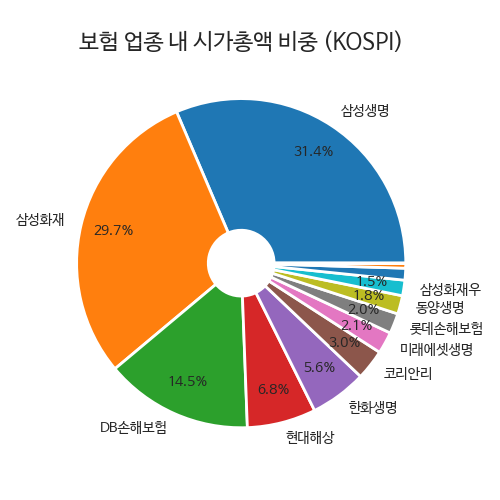 보험 업종 내 시가총액 비중 (KOSPI)
삼성생명
31.4%
삼성화재
29.7%
DB손해보험
14.5%
현대해상
6.8%
한화생명
5.6%
코리안리
3.0%
미래에셋생명
2.1%
롯데손해보험
2.0%
동양생명
1.8%
삼성화재우
1.5%